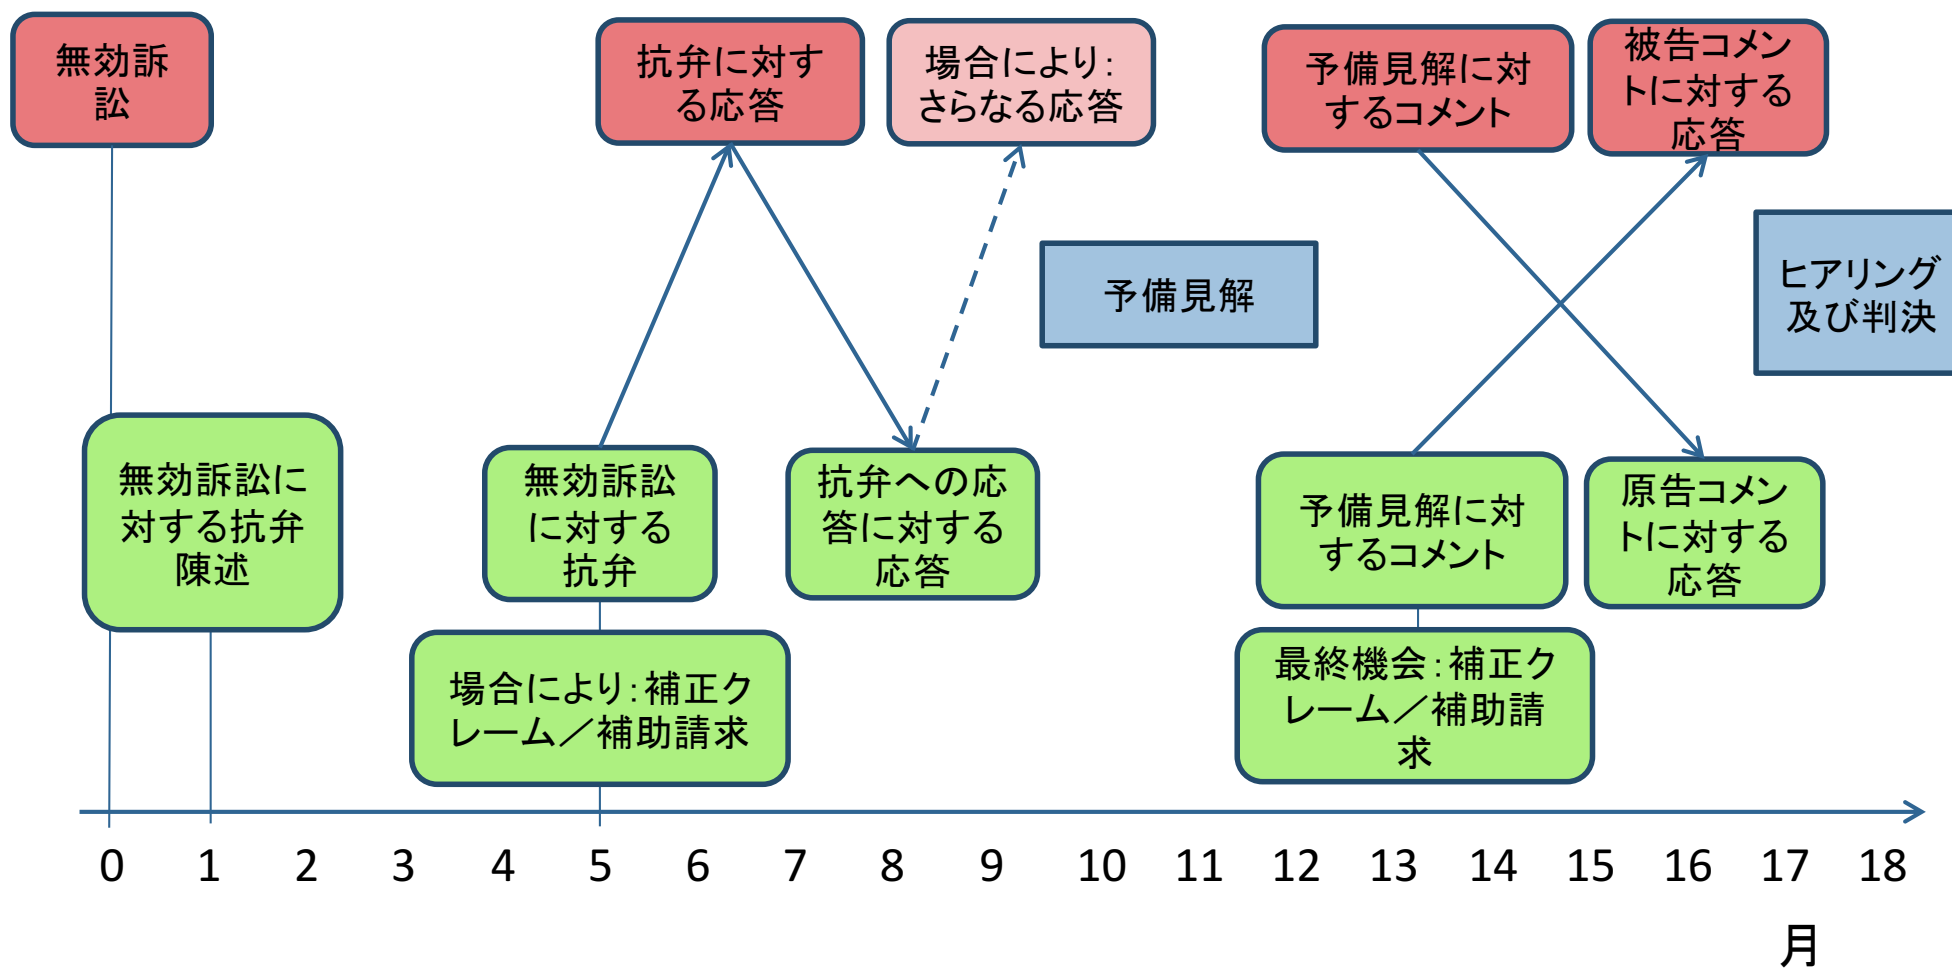 無効訴
訟
抗弁に対す
る応答
場合により：
さらなる応答
予備見解に対
するコメント
被告コメン
トに対する
応答
予備見解
ヒアリング
及び判決
無効訴訟に
対する抗弁
陳述
無効訴訟
に対する
抗弁
抗弁への応
答に対する
応答
予備見解に対
するコメント
原告コメン
トに対する
応答
場合により：補正ク
レーム／補助請求
最終機会：補正ク
レーム／補助請
求
0 1 2 3 4 5 6 7 8 9 10 11 12 13 14 15 16 17 18
月